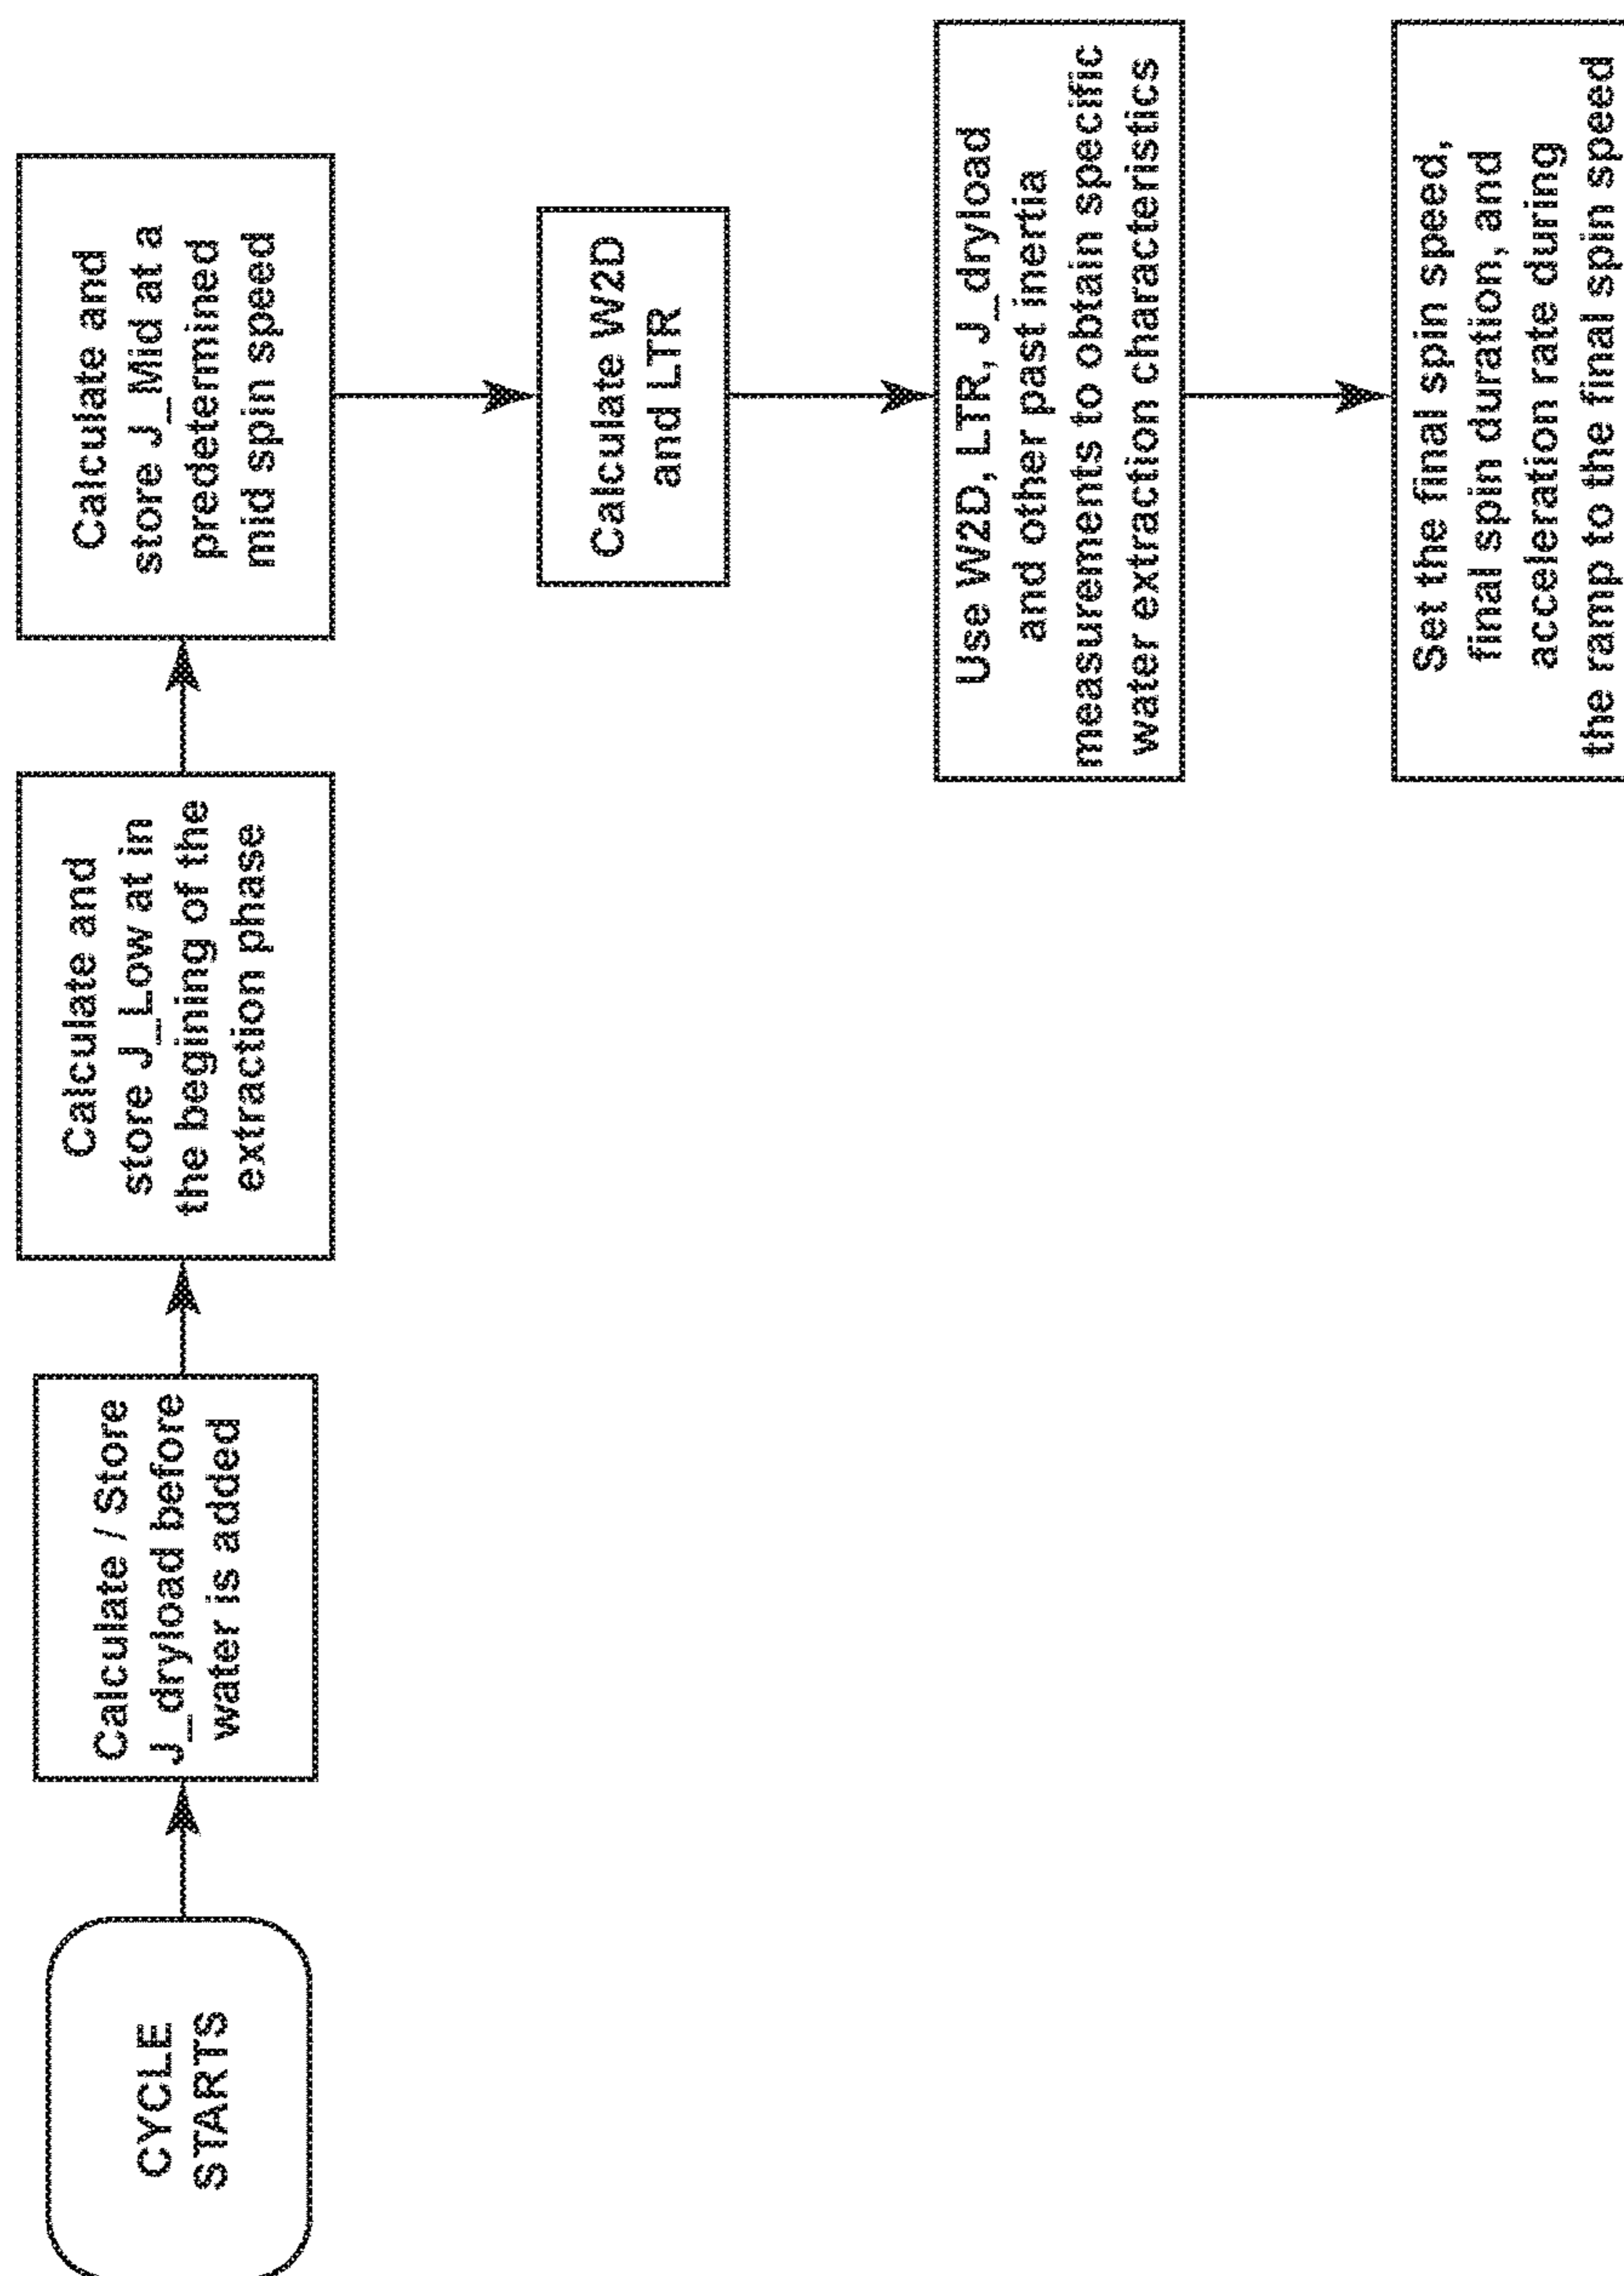 CYCLE
STARTS
Calculate / Store
J_dryload before
water is added
Calculate and
store J_Low at in
the begining of the
extraction phase
Calculate and
store J_Mid at a
predetermined
mid spin speed
Calculate W2D
and LTR
Use W2D, LTR, J_dryload
and other past inertia
measurements to obtain specific
water extraction characteristics
Set the final spin speed,
final spin duration, and
acceleration rate during
the ramp to the final spin speed